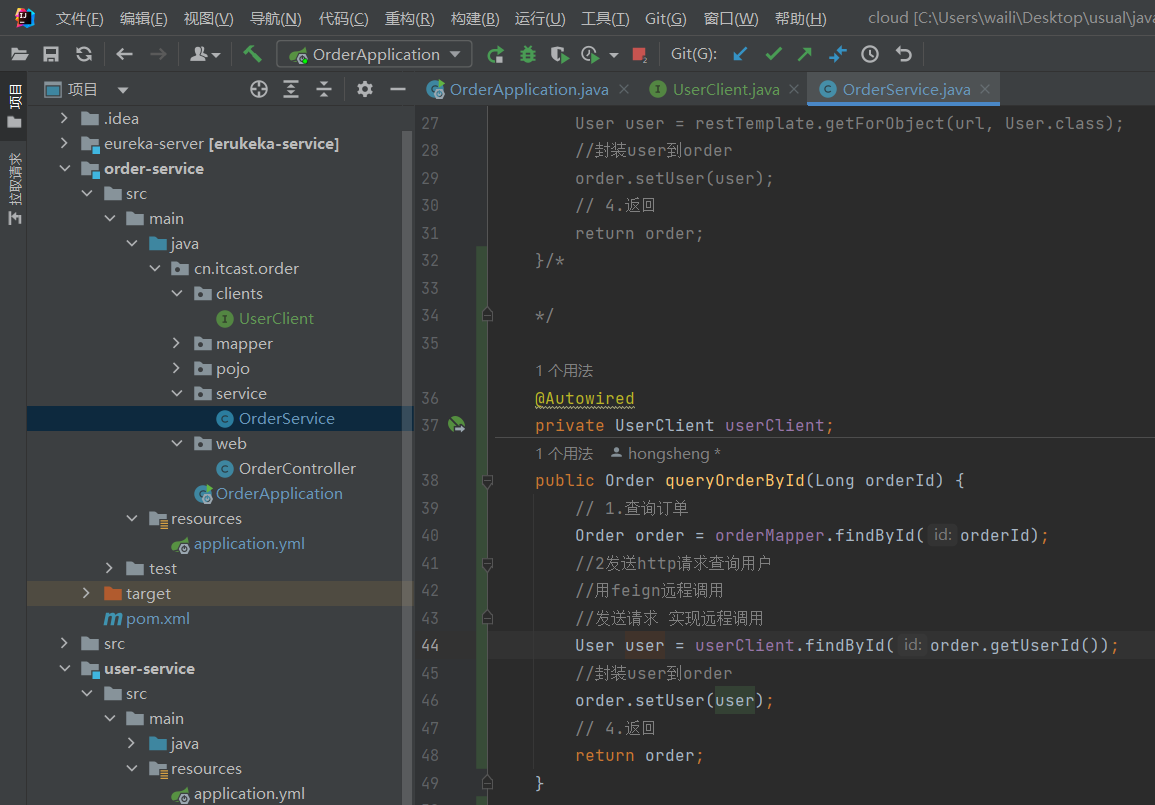 文件(F) 编辑(E) 视图(V) 导航(N) 代码(C) 重构(R) 构建(B) 运行(U) 工具(T) Git(G) 窗口(W) 帮助(H) cloud [C:\Users\waili\Desktop\usual\java
OrderApplication Git(G):
项目
拉取请求
项目
OrderApplication.java UserClient.java OrderService.java
.idea
eureka-server [erukeka-service]
order-service
src
main
java
cn.itcast.order
clients
UserClient
mapper
pojo
service
OrderService
web
OrderController
OrderApplication
resources
application.yml
test
target
pom.xml
src
user-service
src
main
java
resources
application.yml
27 User user = restTemplate.getForObject(url, User.class);
28 //封装user到order
29 order.setUser(user);
30 // 4.返回
31 return order;
32 }/*
33
34 */
35
1 个用法
36 @Autowired
37 private UserClient userClient;
1 个用法 hongsheng *
38 public Order queryOrderById(Long orderId) {
39 // 1.查询订单
40 Order order = orderMapper.findById( id: orderId);
41 //2发送http请求查询用户
42 //用feign远程调用
43 //发送请求 实现远程调用
44 User user = userClient.findById( id: order.getUserId());
45 //封装user到order
46 order.setUser(user);
47 // 4.返回
48 return order;
49 }